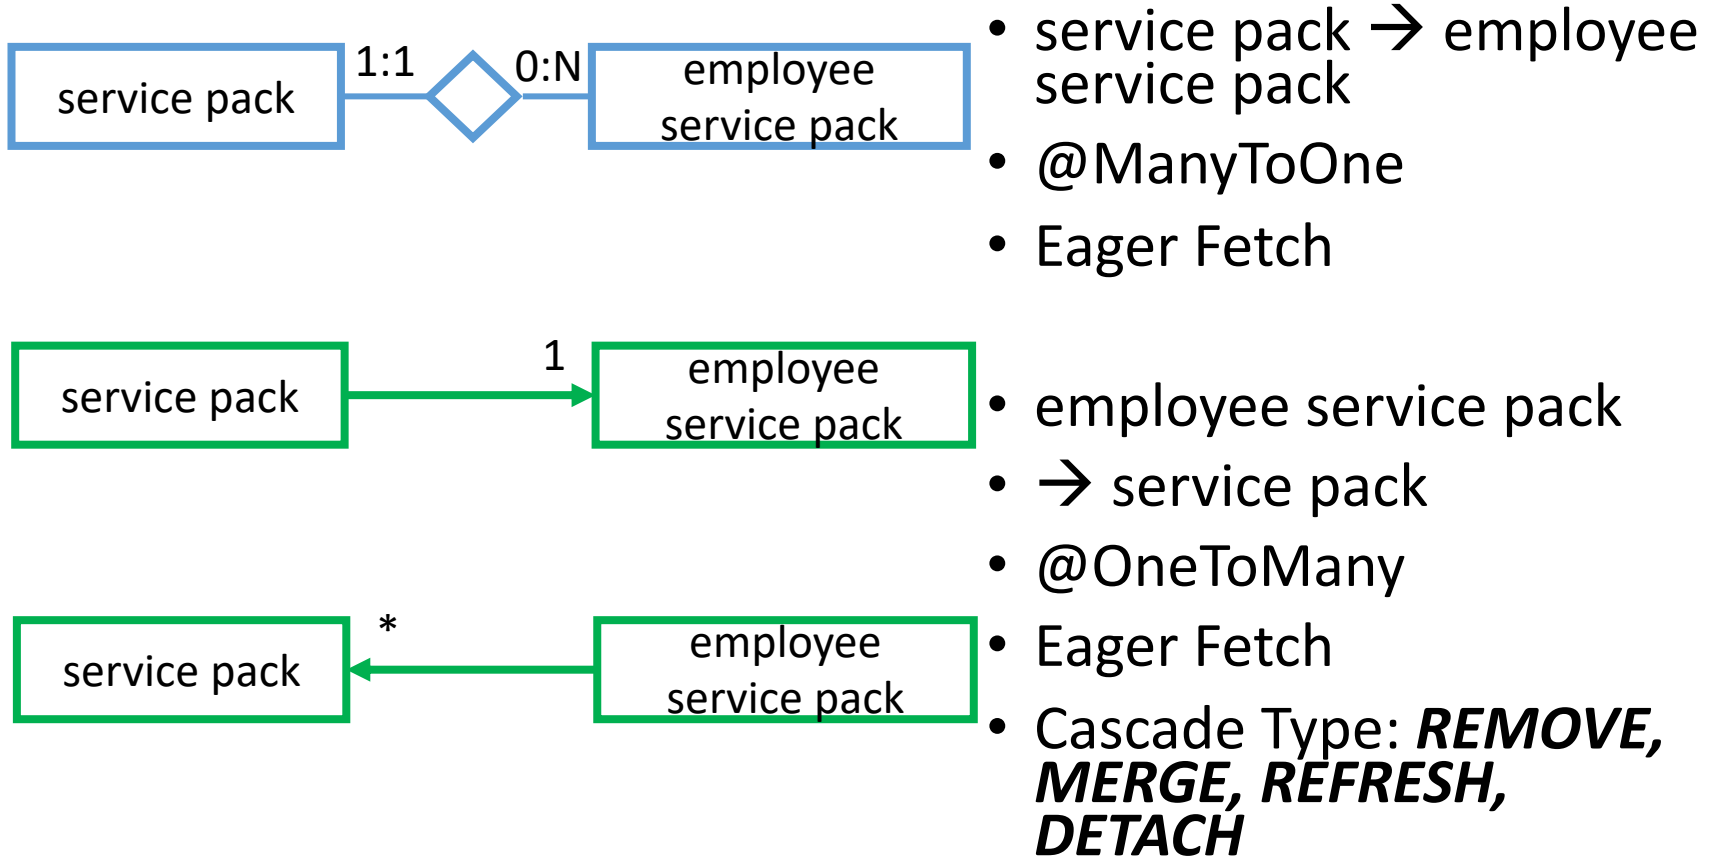 service pack
1:1
0:N
employee
service pack
• service pack → employee
service pack
• @ManyToOne
• Eager Fetch
service pack
1
employee
service pack
• employee service pack
• → service pack
• @OneToMany
• Eager Fetch
• Cascade Type: REMOVE,
MERGE, REFRESH,
DETACH
service pack
*
employee
service pack